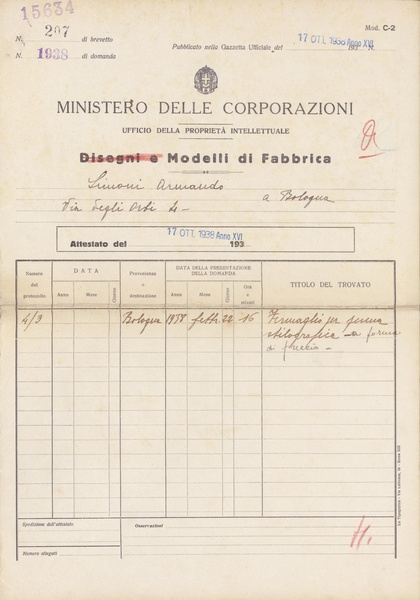 15634
Mod. C-2
N. 207 di brevetto
N. 1938 di domanda
Pubblicato nella Gazzetta Ufficiale del 17 OTT. 1938 Anno XVI 193 N.
MINISTERO DELLE CORPORAZIONI
UFFICIO DELLA PROPRIETÀ INTELLETTUALE
Disegni e Modelli di Fabbrica
Simoni Armando
a Bologna
Via degli Orbi 4
Attestato del 17 OTT. 1938 Anno XVI 193
Numero del protocollo
DATA
Anno Mese Giorno
Provenienza e destinazione
DATA DELLA PRESENTAZIONE DELLA DOMANDA
Anno Mese Giorno
Ora e minuti
TITOLO DEL TROVATO
4/3 Bologna 1938 febbr. 22 16 Fermaglio per penna
stilografica a forma
di freccia
Spedizione dell'attestato
Osservazioni
Numero allegati